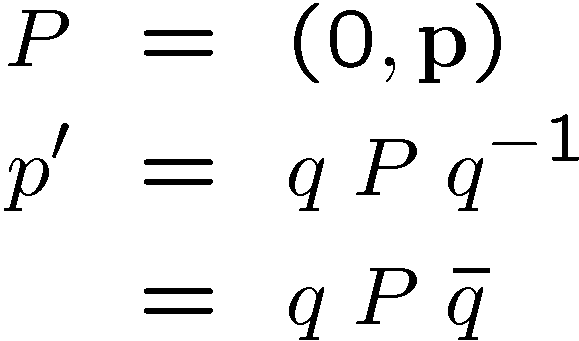 P = (0, p)
p′ = q P q⁻¹
= q P q̄